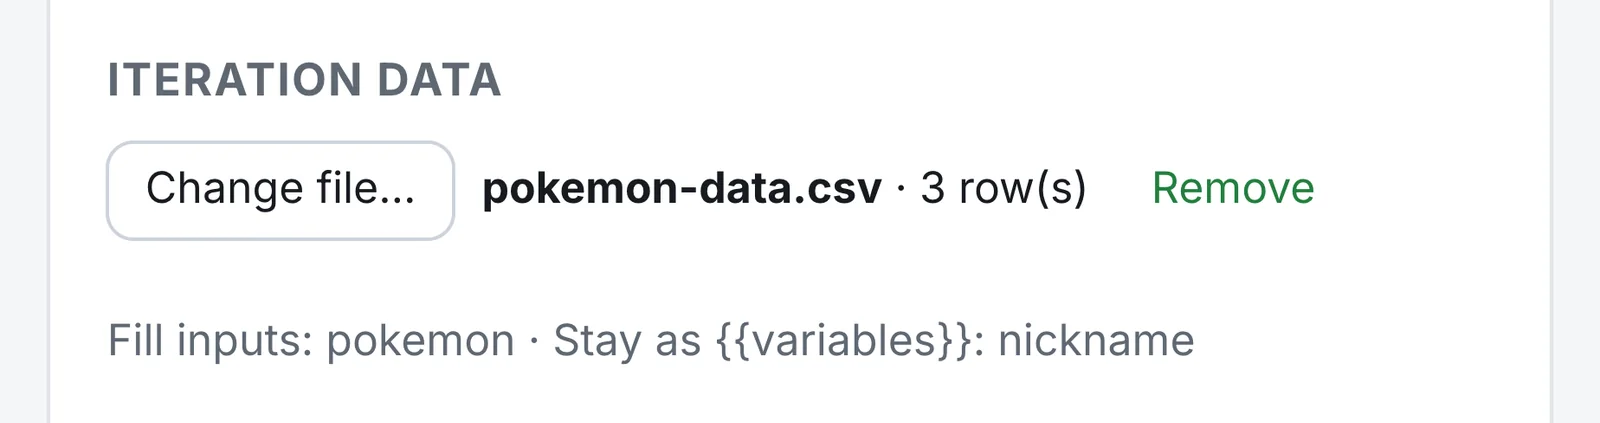 ITERATION DATA
Change file... pokemon-data.csv · 3 row(s) Remove
Fill inputs: pokemon · Stay as {{variables}}: nickname